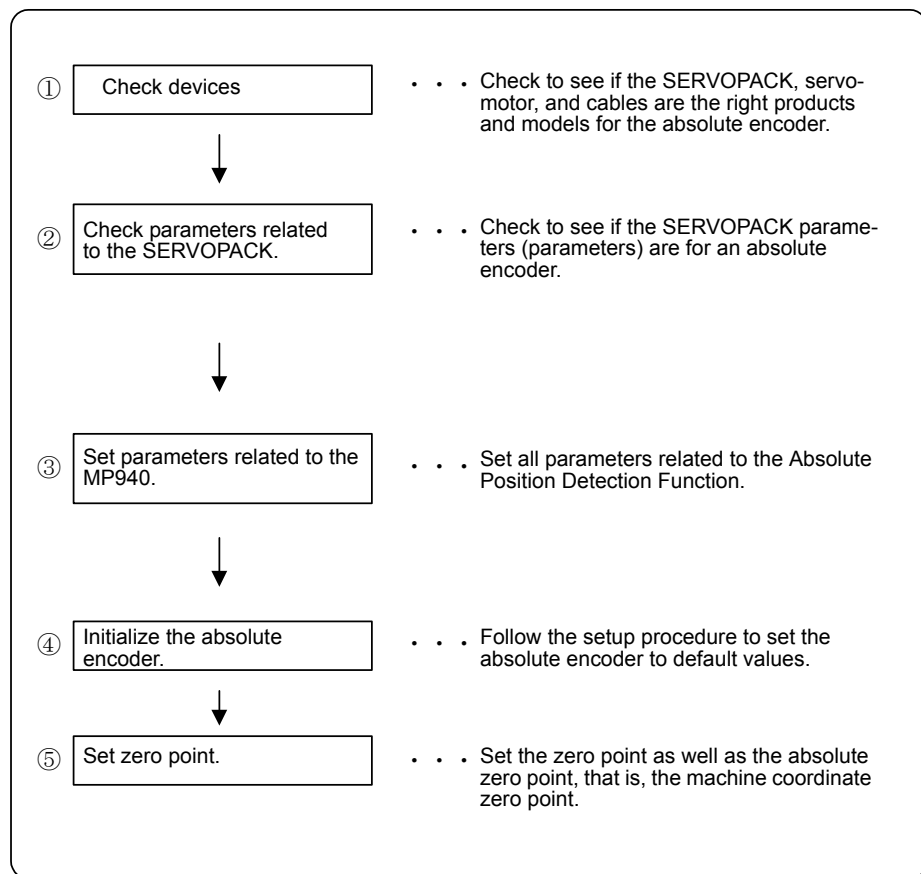 ① Check devices
· · · Check to see if the SERVOPACK, servo-
motor, and cables are the right products
and models for the absolute encoder.
② Check parameters related
to the SERVOPACK.
· · · Check to see if the SERVOPACK parame-
ters (parameters) are for an absolute
encoder.
③ Set parameters related to the
MP940.
· · · Set all parameters related to the Absolute
Position Detection Function.
④ Initialize the absolute
encoder.
· · · Follow the setup procedure to set the
absolute encoder to default values.
⑤ Set zero point.
· · · Set the zero point as well as the absolute
zero point, that is, the machine coordinate
zero point.